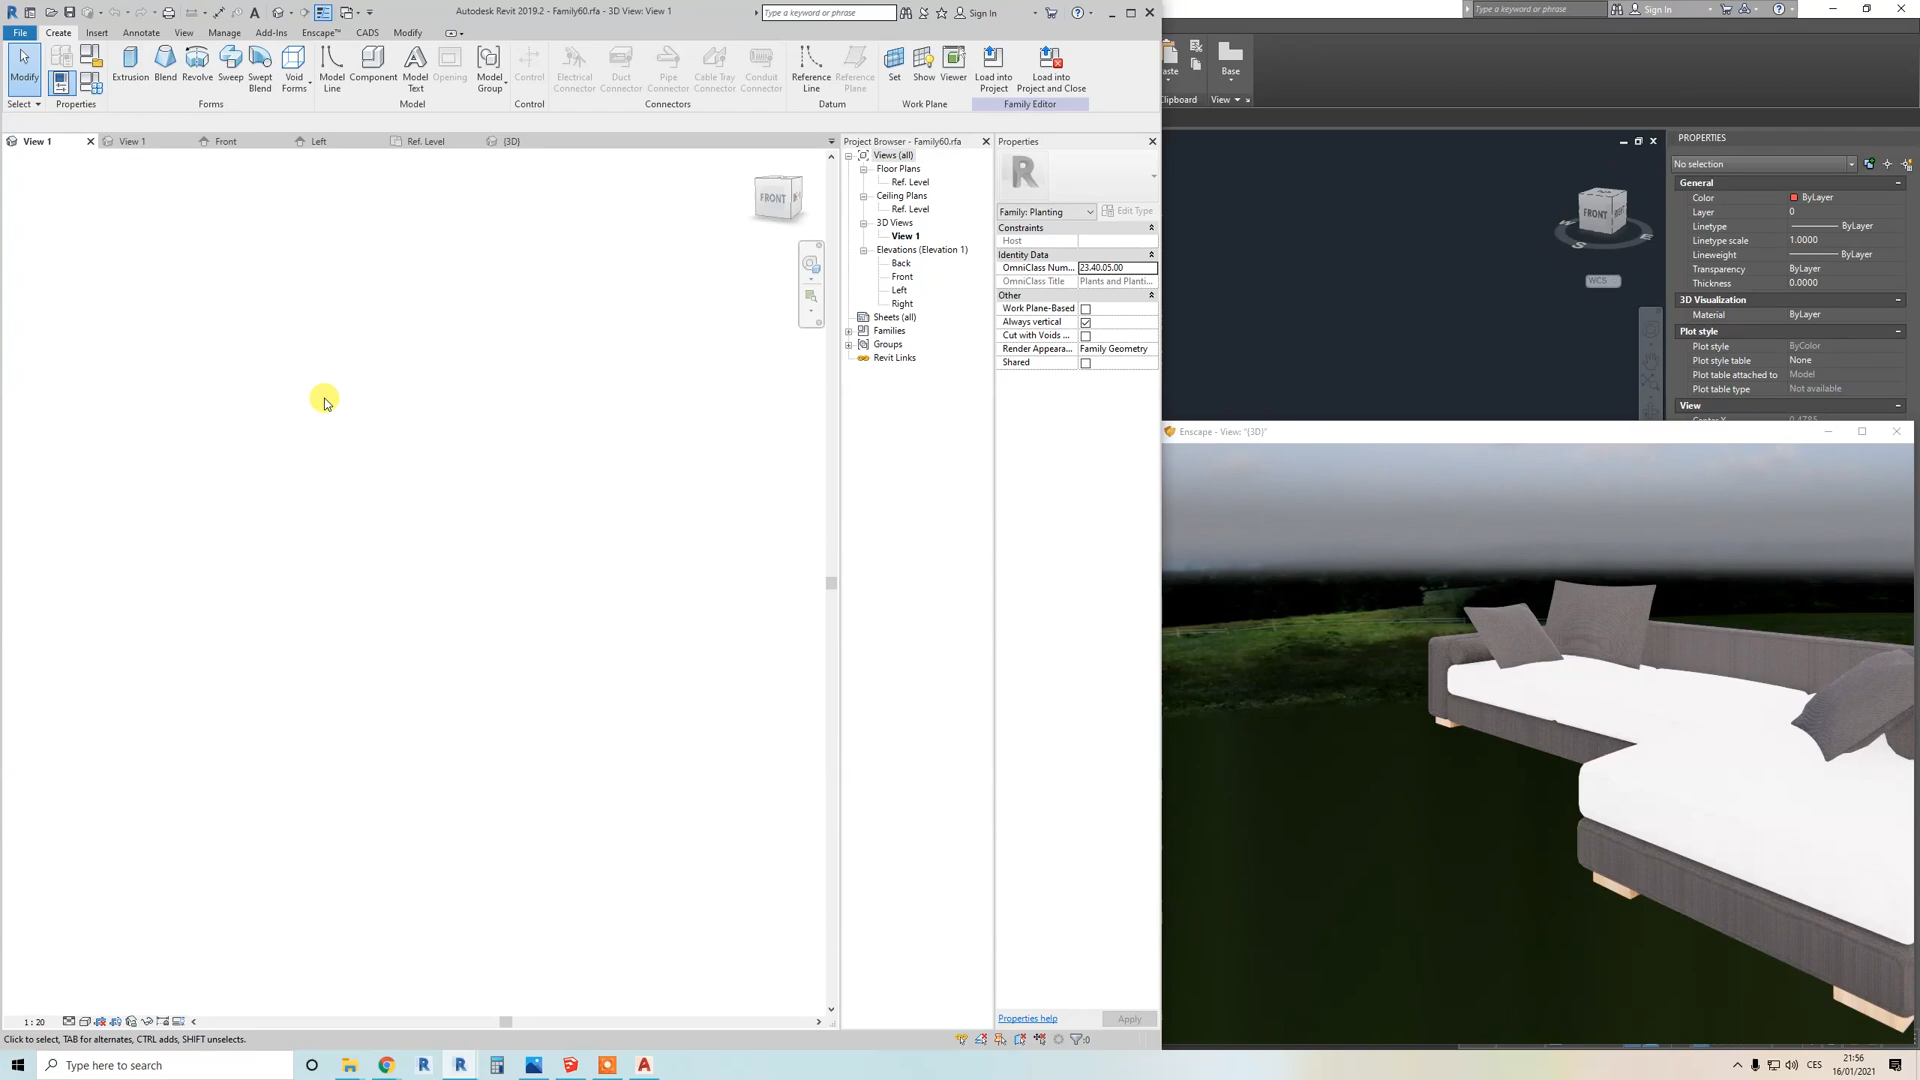 Autodesk Revit 2019.2 - Family60.rfa - 3D View: View 1
Type a keyword or phrase
Sign In
Type a keyword or phrase
Sign In
File Create Insert Annotate View Manage Add-Ins Enscape™ CADS Modify
Modify
Extrusion Blend Revolve Sweep Swept Blend Void Forms
Model Line Component Model Text Opening Model Group
Control
Electrical Connector Duct Connector Pipe Connector Cable Tray Connector Conduit Connector
Reference Line Reference Plane
Set Show Viewer
Load into Project Load into Project and Close
Base
Select Properties Forms Model Control Connectors Datum Work Plane Family Editor
Clipboard View
View 1 View 1 Front Left Ref. Level {3D}
FRONT
Project Browser - Family60.rfa
Views (all)
Floor Plans
Ref. Level
Ceiling Plans
Ref. Level
3D Views
View 1
Elevations (Elevation 1)
Back
Front
Left
Right
Sheets (all)
Families
Groups
Revit Links
Properties
Family: Planting
Edit Type
Constraints
Host
Identity Data
OmniClass Num... 23.40.05.00
OmniClass Title Plants and Planti...
Other
Work Plane-Based
Always vertical
Cut with Voids ...
Render Appeara... Family Geometry
Shared
Properties help
Apply
FRONT
S
E
WCS
PROPERTIES
No selection
General
Color ByLayer
Layer 0
Linetype ByLayer
Linetype scale 1.0000
Lineweight ByLayer
Transparency ByLayer
Thickness 0.0000
3D Visualization
Material ByLayer
Plot style
Plot style ByColor
Plot style table None
Plot table attached to Model
Plot table type Not available
View
Enscape - View: "{3D}"
1 : 20
Click to select, TAB for alternates, CTRL adds, SHIFT unselects.
:0
Type here to search
CES
21:56
16/01/2021